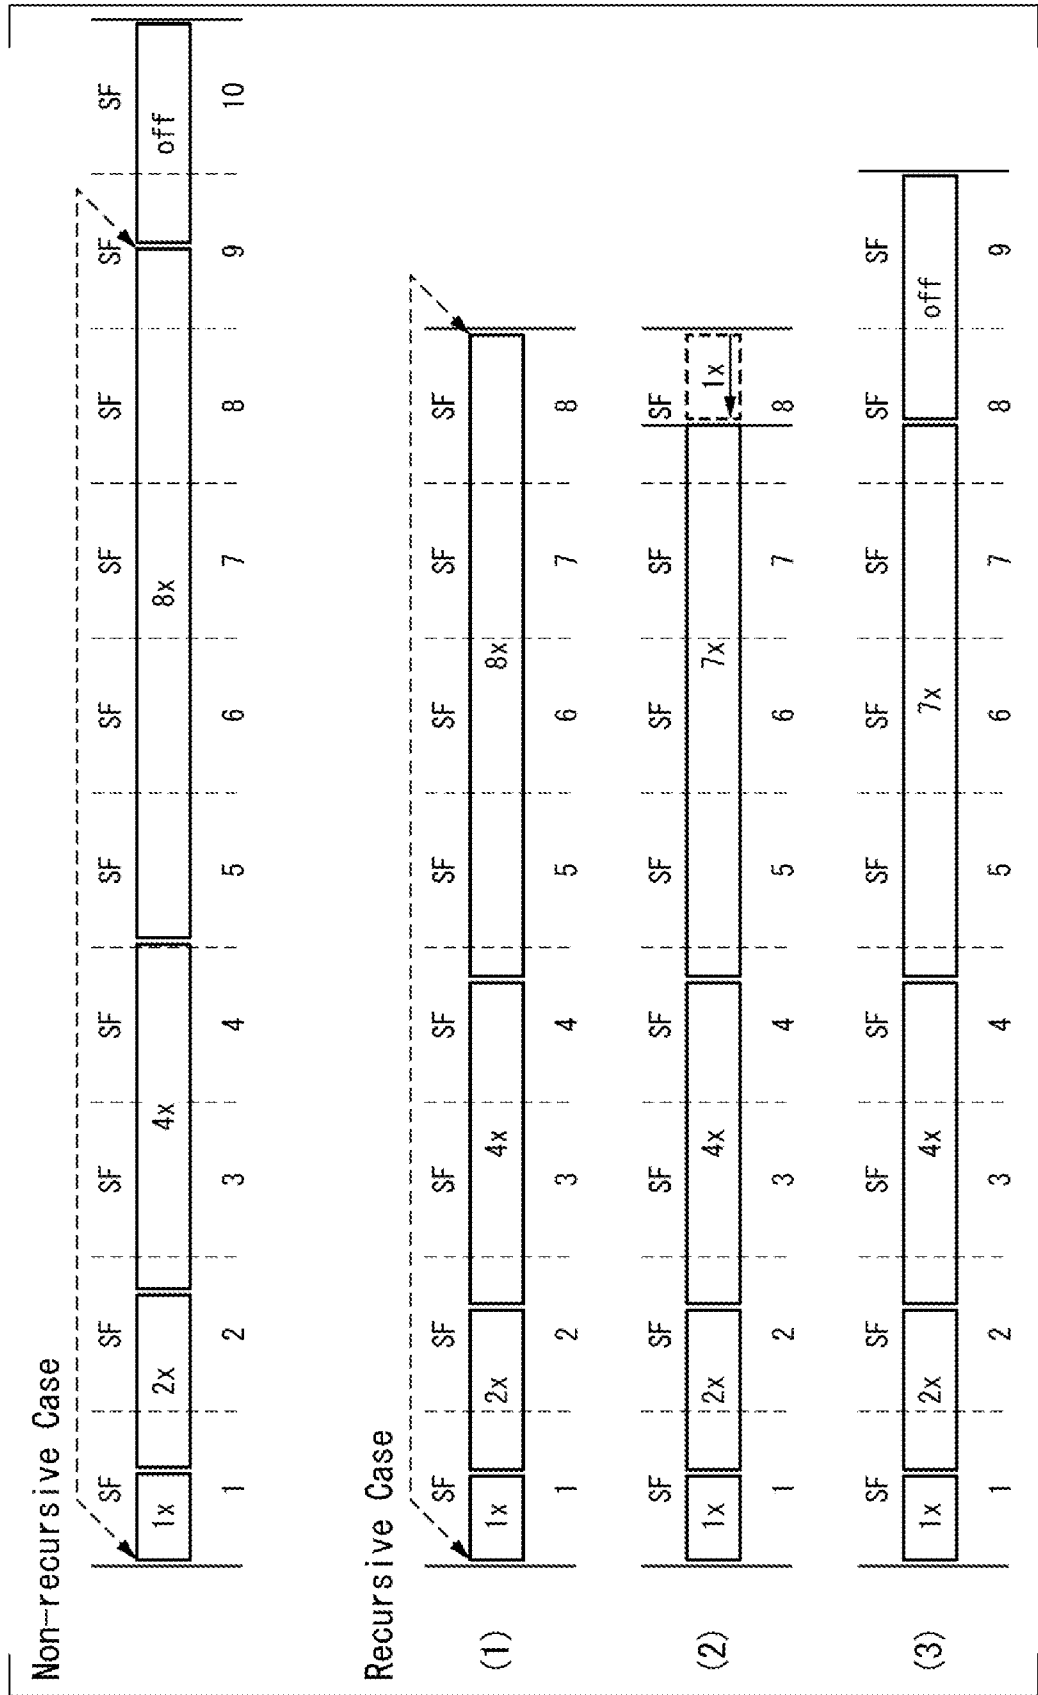 Non-recursive Case
SF SF SF SF SF SF SF SF SF SF
1x 2x 4x 8x off
1 2 3 4 5 6 7 8 9 10
Recursive Case
(1)
SF SF SF SF SF SF SF SF
1x 2x 4x 8x
1 2 3 4 5 6 7 8
(2)
SF SF SF SF SF SF SF SF
1x 2x 4x 7x 1x
1 2 3 4 5 6 7 8
(3)
SF SF SF SF SF SF SF SF SF
1x 2x 4x 7x off
1 2 3 4 5 6 7 8 9